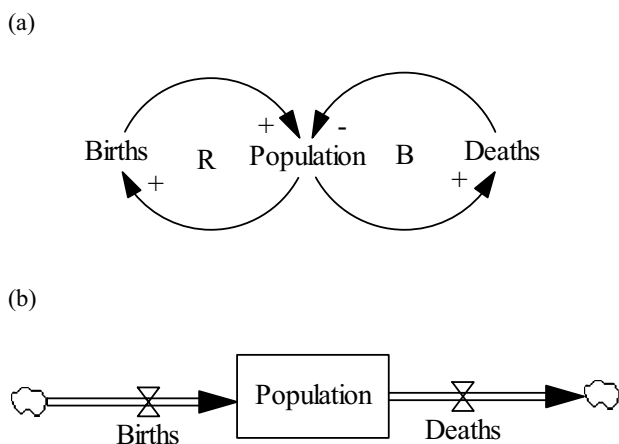 (a)
+ -
Births R Population B Deaths
+ +
(b)
Population
Births Deaths